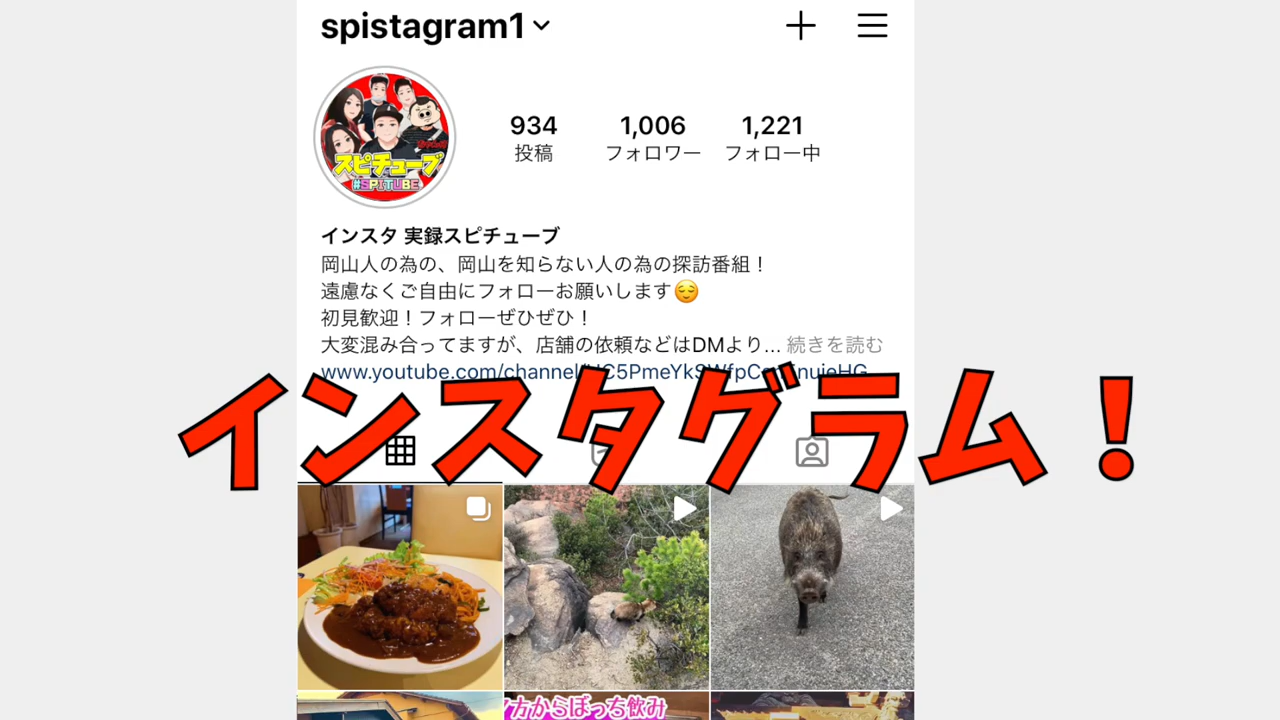 spistagram1
スピチューブ
#SPITUBE
934
投稿
1,006
フォロワー
1,221
フォロー中
インスタ 実録スピチューブ
岡山人の為の、岡山を知らない人の為の探訪番組！
遠慮なくご自由にフォローお願いします😌
初見歓迎！フォローぜひぜひ！
大変混み合ってますが、店舗の依頼などはDMより... 続きを読む
インスタグラム！
方からぼっち飲み